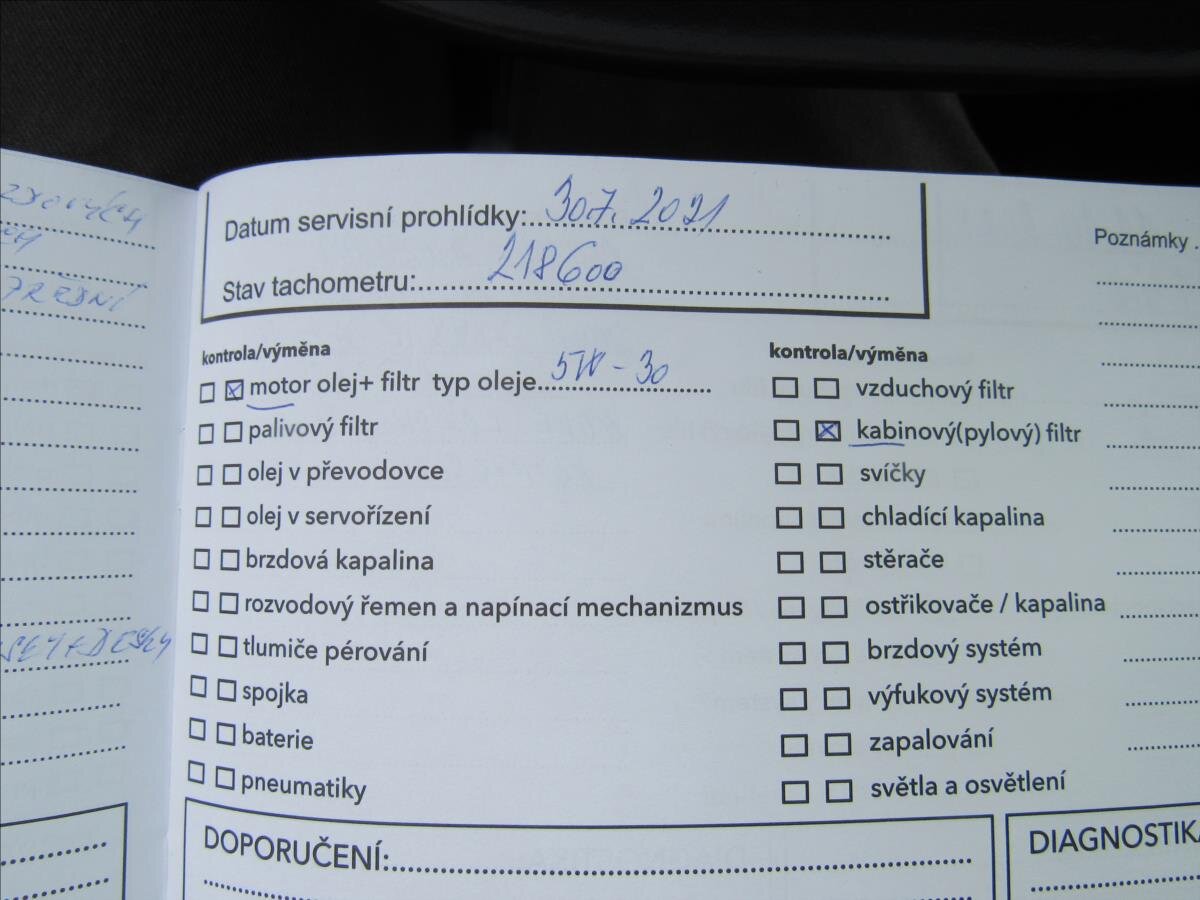 Datum servisní prohlídky:..30.7. 2021
Stav tachometru:..218600
Poznámky .
kontrola/výměna
motor olej+ filtr typ oleje..5W - 30
palivový filtr
olej v převodovce
olej v servořízení
brzdová kapalina
rozvodový řemen a napínací mechanizmus
tlumiče pérování
spojka
baterie
pneumatiky
kontrola/výměna
vzduchový filtr
kabinový(pylový) filtr
svíčky
chladící kapalina
stěrače
ostřikovače / kapalina
brzdový systém
výfukový systém
zapalování
světla a osvětlení
DOPORUČENÍ:
DIAGNOSTIKA